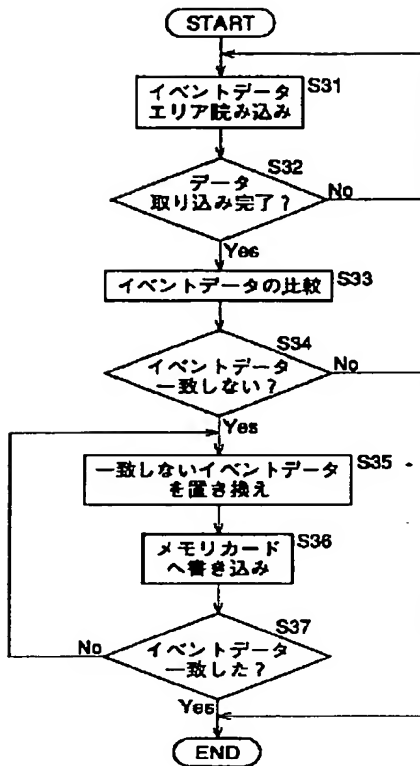 START
イベントデータ
エリア読み込み
S31
データ
取り込み完了?
S32
No
Yes
イベントデータの比較
S33
イベントデータ
一致しない?
S34
No
Yes
一致しないイベントデータ
を置き換え
S35
メモリカード
へ書き込み
S36
イベントデータ
一致した?
S37
No
Yes
END